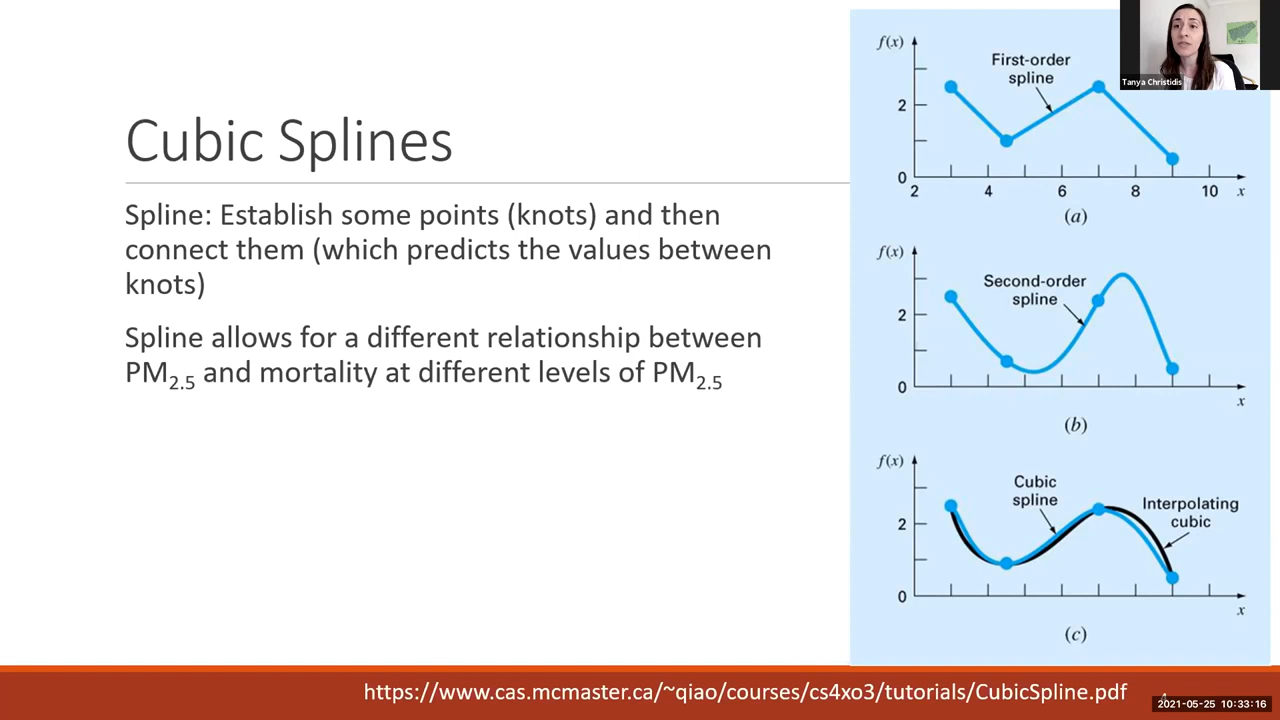 Cubic Splines
Spline: Establish some points (knots) and then
connect them (which predicts the values between
knots)
Spline allows for a different relationship between
PM2.5 and mortality at different levels of PM2.5
f(x)
First-order
spline
2
0
2 4 6 8 10 x
(a)
f(x)
Second-order
spline
2
0
x
(b)
f(x)
Cubic
spline
Interpolating
cubic
2
0
x
(c)
Tanya Christidis
https://www.cas.mcmaster.ca/~qiao/courses/cs4xo3/tutorials/CubicSpline.pdf
2021-05-25 10:33:16